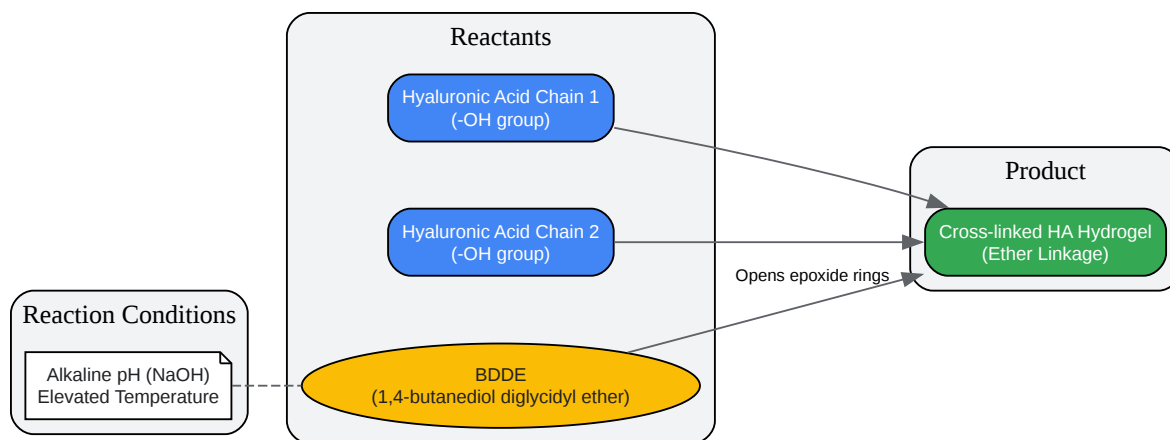 Reactants
Hyaluronic Acid Chain 1
(-OH group)
Hyaluronic Acid Chain 2
(-OH group)
BDDE
(1,4-butanediol diglycidyl ether)
Reaction Conditions
Alkaline pH (NaOH)
Elevated Temperature
Opens epoxide rings
Product
Cross-linked HA Hydrogel
(Ether Linkage)